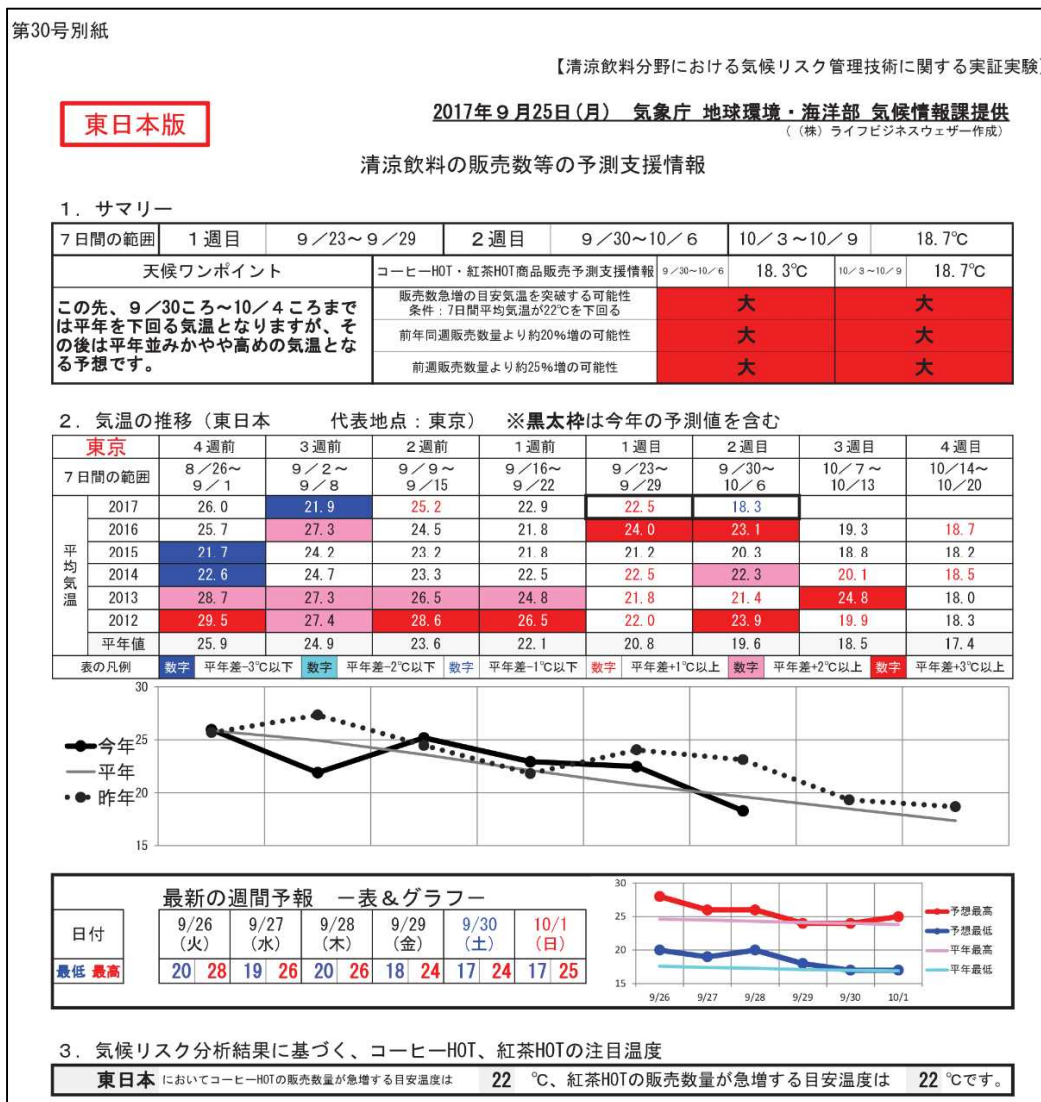 第30号別紙
【清涼飲料分野における気候リスク管理技術に関する実証実験】
東日本版
2017年9月25日(月) 気象庁 地球環境・海洋部 気候情報課提供
((株)ライフビジネスウェザー作成)
清涼飲料の販売数等の予測支援情報
1. サマリー
7日間の範囲 1週目 9/23~9/29 2週目 9/30~10/6 10/3~10/9 18.7℃
天候ワンポイント コーヒーHOT・紅茶HOT商品販売予測支援情報 9/30~10/6 18.3℃ 10/3~10/9 18.7℃
この先、9/30ころ~10/4ころまで
は平年を下回る気温となりますが、そ
の後は平年並みかやや高めの気温とな
る予想です。
販売数急増の目安気温を突破する可能性
条件:7日間平均気温が22℃を下回る
大 大
前年同週販売数量より約20%増の可能性 大 大
前週販売数量より約25%増の可能性 大 大
2. 気温の推移(東日本 代表地点:東京) ※黒太枠は今年の予測値を含む
東京 4週前 3週前 2週前 1週前 1週目 2週目 3週目 4週目
7日間の範囲 8/26~9/1 9/2~9/8 9/9~9/15 9/16~9/22 9/23~9/29 9/30~10/6 10/7~10/13 10/14~10/20
平均気温
2017 26.0 21.9 25.2 22.9 22.5 18.3
2016 25.7 27.3 24.5 21.8 24.0 23.1 19.3 18.7
2015 21.7 24.2 23.2 21.8 21.2 20.3 18.8 18.2
2014 22.6 24.7 23.3 22.5 22.5 22.3 20.1 18.5
2013 28.7 27.3 26.5 24.8 21.8 21.4 24.8 18.0
2012 29.5 27.4 28.6 26.5 22.0 23.9 19.9 18.3
平年値 25.9 24.9 23.6 22.1 20.8 19.6 18.5 17.4
表の凡例 数字 平年差-3℃以下 数字 平年差-2℃以下 数字 平年差-1℃以下 数字 平年差+1℃以上 数字 平年差+2℃以上 数字 平年差+3℃以上
30
25
20
15
今年
平年
昨年
最新の週間予報 -表&グラフ-
日付 9/26(火) 9/27(水) 9/28(木) 9/29(金) 9/30(土) 10/1(日)
最低 最高 20 28 19 26 20 26 18 24 17 24 17 25
30
25
20
15
9/26 9/27 9/28 9/29 9/30 10/1
予想最高
予想最低
平年最高
平年最低
3. 気候リスク分析結果に基づく、コーヒーHOT、紅茶HOTの注目温度
東日本 においてコーヒーHOTの販売数量が急増する目安温度は 22 ℃、紅茶HOTの販売数量が急増する目安温度は 22 ℃です。